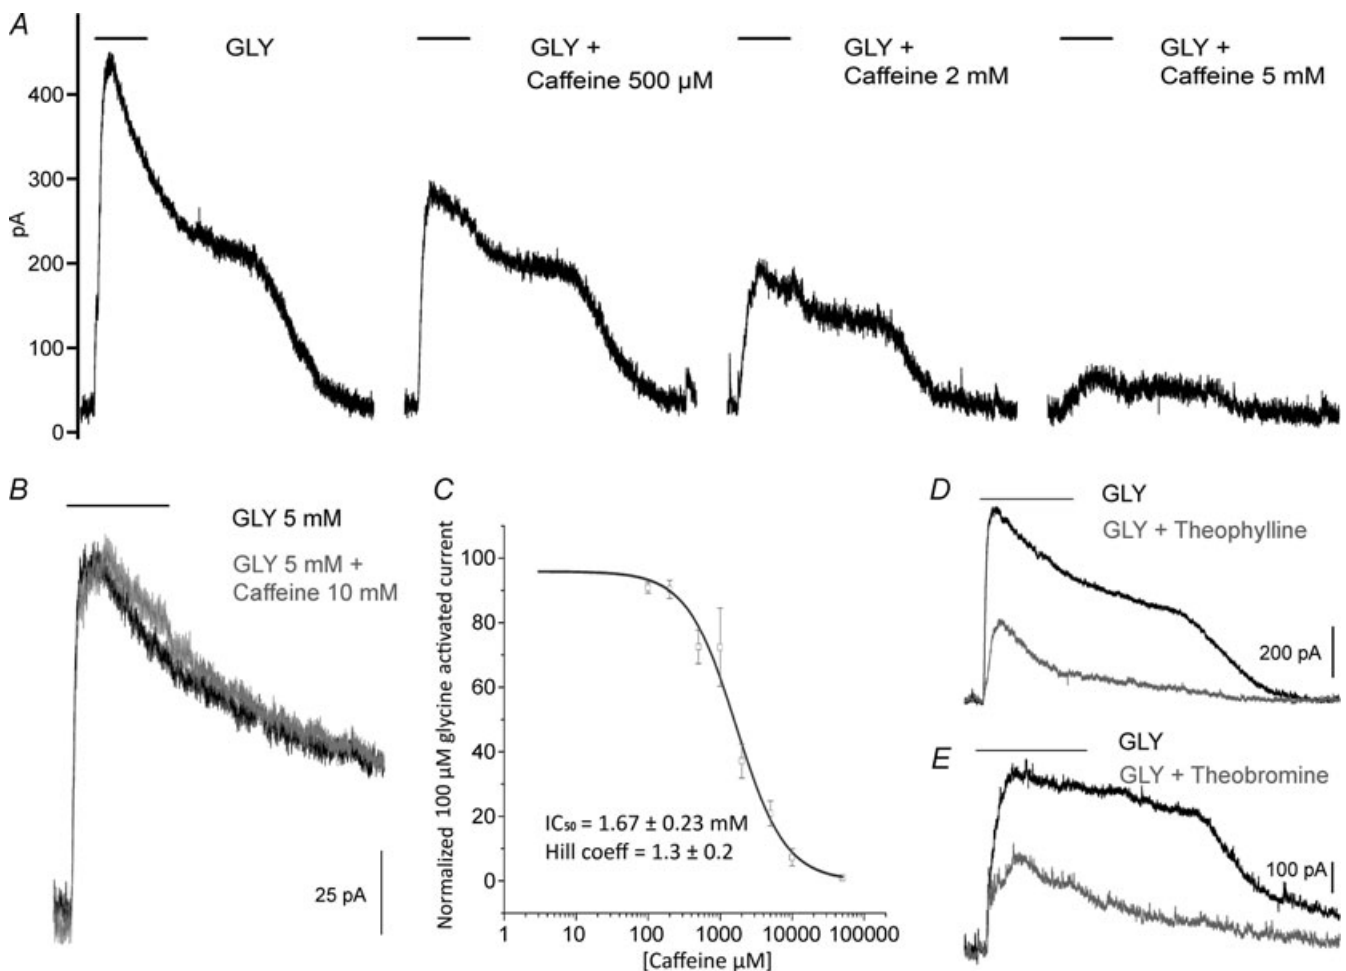 A
GLY
GLY +
Caffeine 500 µM
GLY +
Caffeine 2 mM
GLY +
Caffeine 5 mM
400
300
200
100
0
pA
B
GLY 5 mM
GLY 5 mM +
Caffeine 10 mM
25 pA
C
Normalized 100 µM glycine activated current
100
80
60
40
20
0
IC₅₀ = 1.67 ± 0.23 mM
Hill coeff = 1.3 ± 0.2
1 10 100 1000 10000 100000
[Caffeine µM]
D
GLY
GLY + Theophylline
200 pA
E
GLY
GLY + Theobromine
100 pA